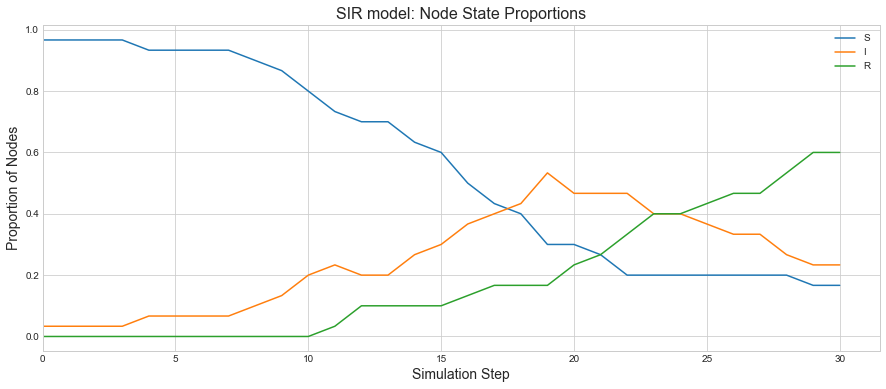 SIR model: Node State Proportions
S
I
R
Proportion of Nodes
1.0
0.8
0.6
0.4
0.2
0.0
0 5 10 15 20 25 30
Simulation Step